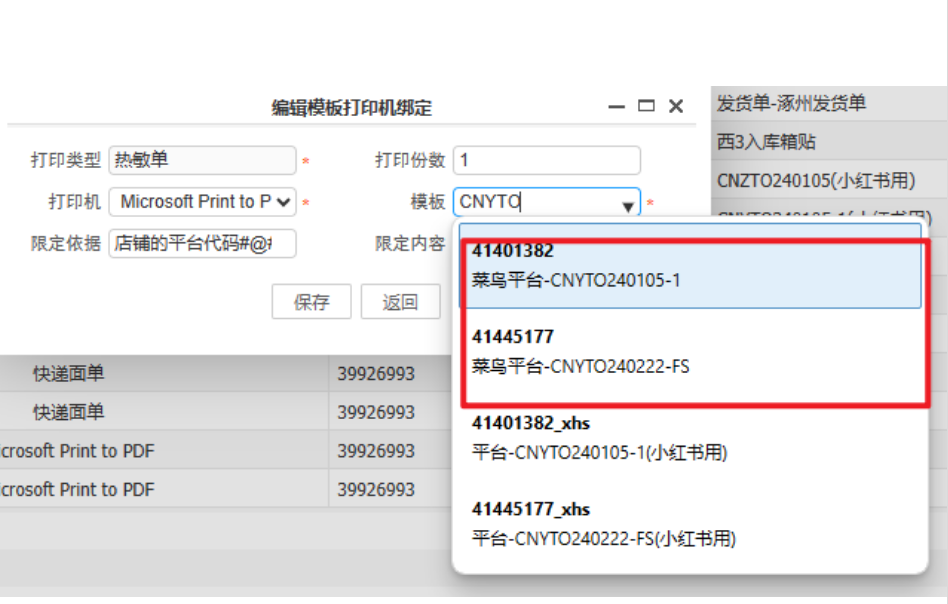 编辑模板打印机绑定
打印类型 热敏单 * 打印份数 1
打印机 Microsoft Print to P * 模板 CNYTO *
限定依据 店铺的平台代码#@# 限定内容
保存 返回
41401382
菜鸟平台-CNYTO240105-1
41445177
菜鸟平台-CNYTO240222-FS
41401382_xhs
平台-CNYTO240105-1(小红书用)
41445177_xhs
平台-CNYTO240222-FS(小红书用)
发货单-涿州发货单
西3入库箱贴
CNZTO240105(小红书用)
快递面单 39926993
快递面单 39926993
icrosoft Print to PDF 39926993
icrosoft Print to PDF 39926993